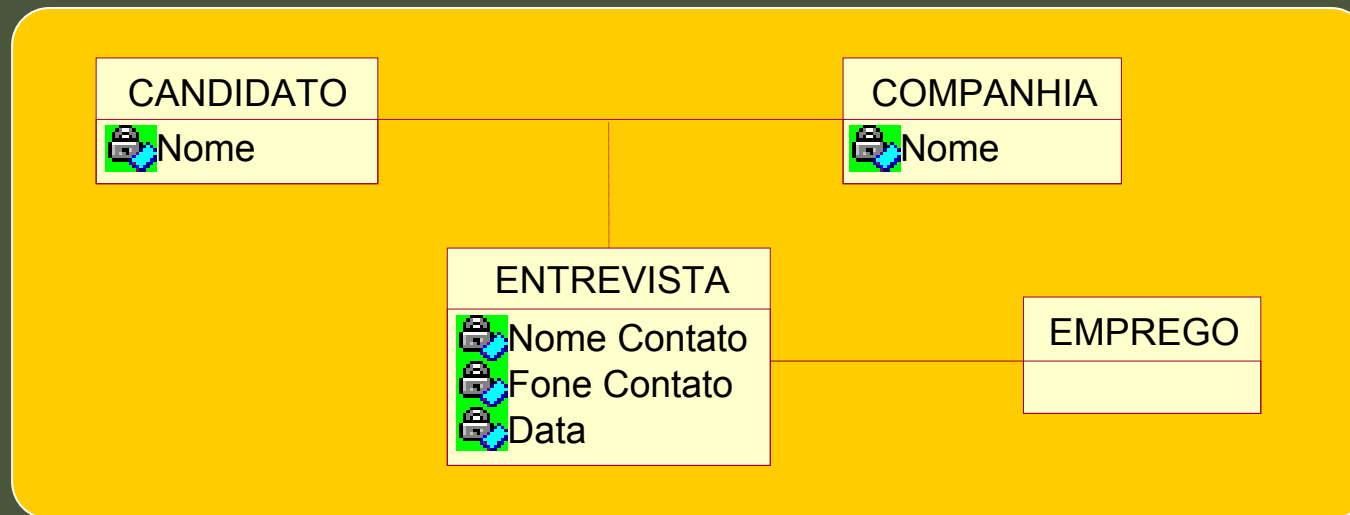 CANDIDATO
Nome
COMPANHIA
Nome
ENTREVISTA
Nome Contato
Fone Contato
Data
EMPREGO